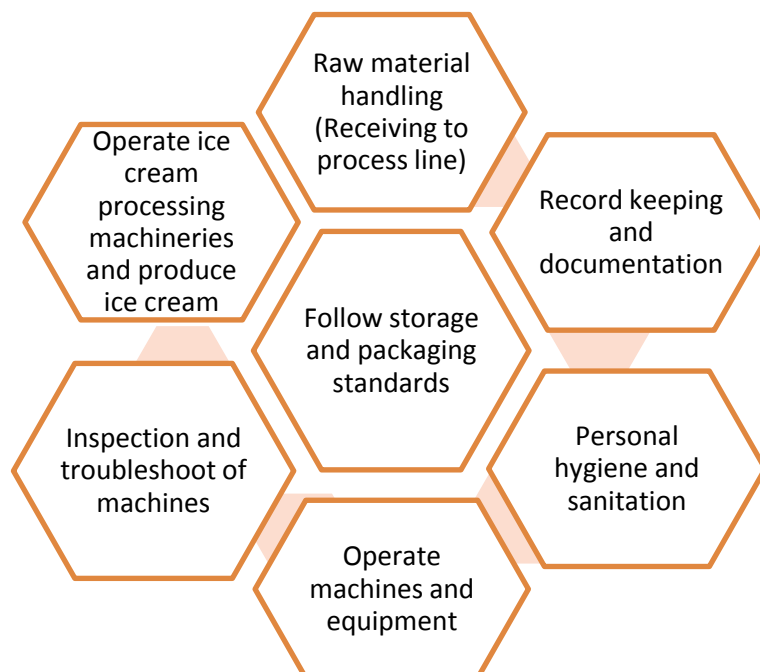 Raw material
handling
(Receiving to
process line)
Operate ice
cream
processing
machineries
and produce
ice cream
Record keeping
and
documentation
Follow storage
and packaging
standards
Inspection and
troubleshoot of
machines
Personal
hygiene and
sanitation
Operate
machines and
equipment